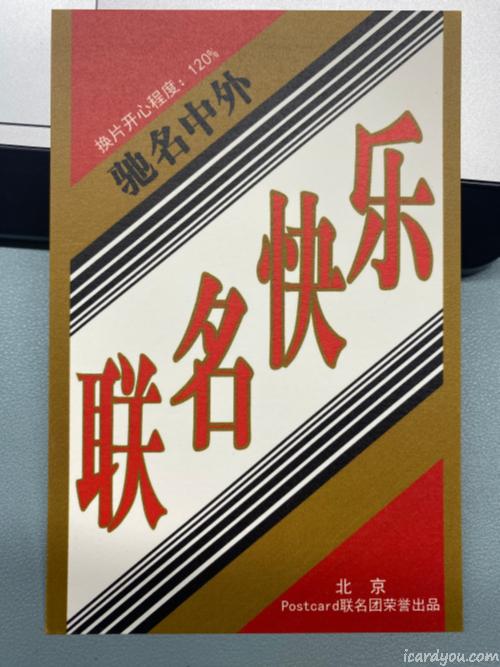 换片开心程度：120%
驰名中外
联名快乐
北 京
Postcard联名团荣誉出品
icardyou.com